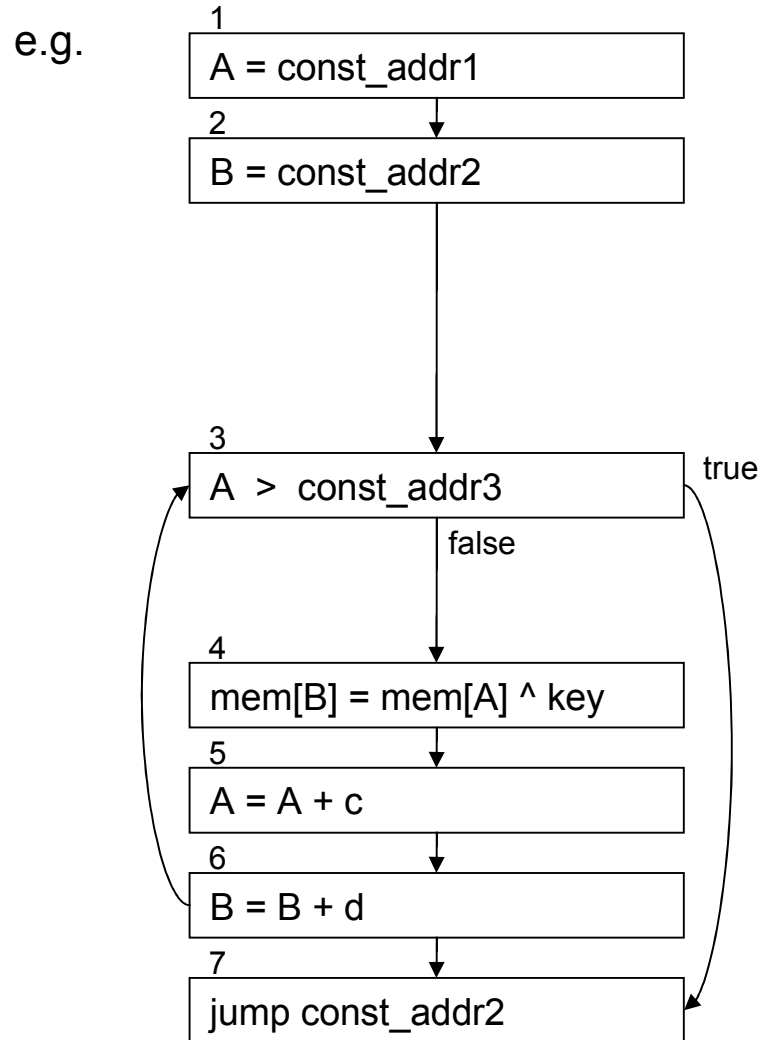 e.g.
1
A = const_addr1
2
B = const_addr2
3
A > const_addr3
true
false
4
mem[B] = mem[A] ^ key
5
A = A + c
6
B = B + d
7
jump const_addr2